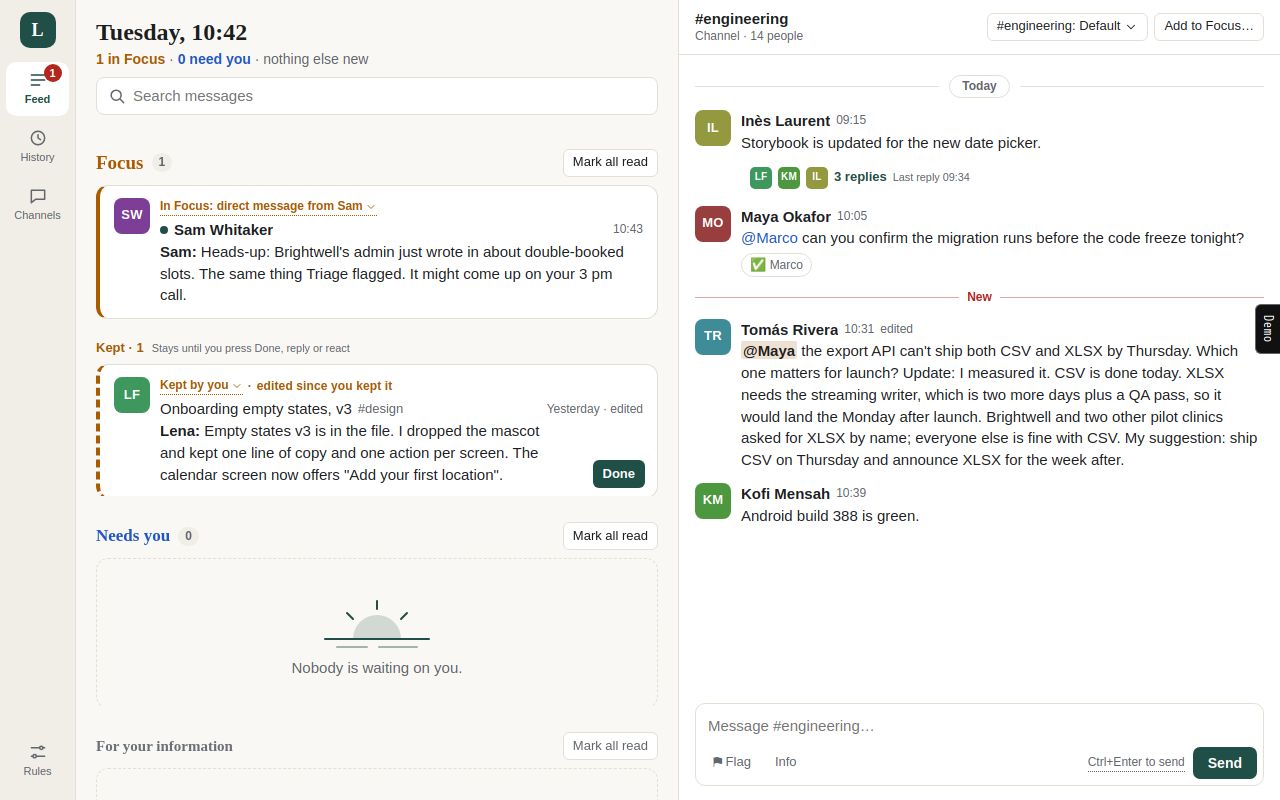 L
Feed
1
History
Channels
Rules
Tuesday, 10:42
1 in Focus · 0 need you · nothing else new
Search messages
Focus 1
Mark all read
SW
In Focus: direct message from Sam
Sam Whitaker
10:43
Sam: Heads-up: Brightwell's admin just wrote in about double-booked
slots. The same thing Triage flagged. It might come up on your 3 pm
call.
Kept · 1 Stays until you press Done, reply or react
LF
Kept by you · edited since you kept it
Onboarding empty states, v3 #design
Yesterday · edited
Lena: Empty states v3 is in the file. I dropped the mascot
and kept one line of copy and one action per screen. The
calendar screen now offers "Add your first location".
Done
Needs you 0
Mark all read
Nobody is waiting on you.
For your information
Mark all read
#engineering
Channel · 14 people
#engineering: Default
Add to Focus…
Today
IL
Inès Laurent 09:15
Storybook is updated for the new date picker.
LF KM IL 3 replies Last reply 09:34
MO
Maya Okafor 10:05
@Marco can you confirm the migration runs before the code freeze tonight?
✅ Marco
New
TR
Tomás Rivera 10:31 edited
@Maya the export API can't ship both CSV and XLSX by Thursday. Which
one matters for launch? Update: I measured it. CSV is done today. XLSX
needs the streaming writer, which is two more days plus a QA pass, so it
would land the Monday after launch. Brightwell and two other pilot clinics
asked for XLSX by name; everyone else is fine with CSV. My suggestion: ship
CSV on Thursday and announce XLSX for the week after.
KM
Kofi Mensah 10:39
Android build 388 is green.
Demo
Message #engineering…
Flag
Info
Ctrl+Enter to send
Send